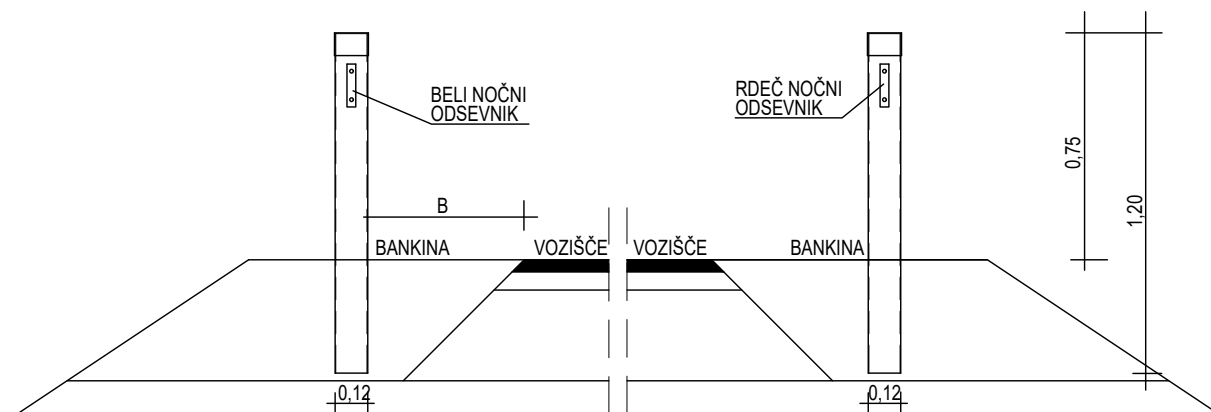 BELI NOČNI
ODSEVNIK
RDEČ NOČNI
ODSEVNIK
0,75
1,20
B
BANKINA
VOZIŠČE
VOZIŠČE
BANKINA
0,12
0,12